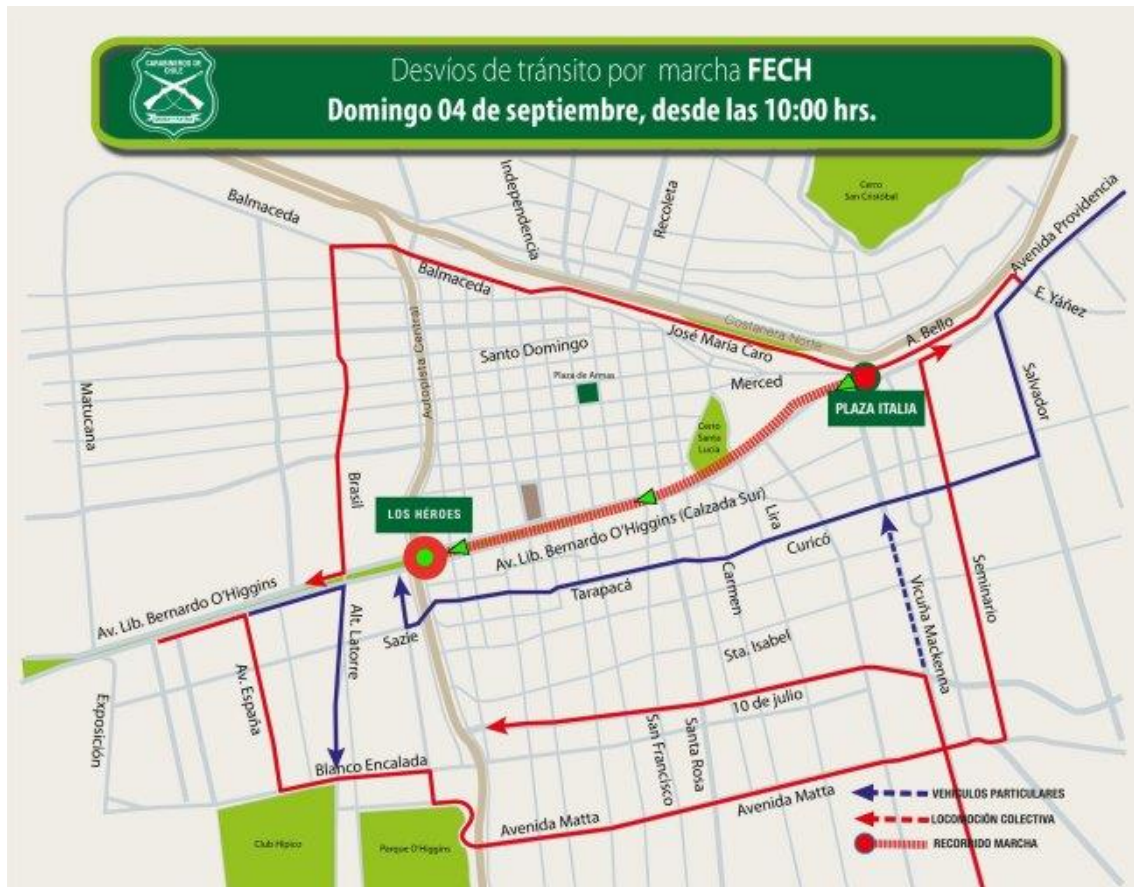 CARABINEROS DE
CHILE
Desvíos de tránsito por marcha FECH
Domingo 04 de septiembre, desde las 10:00 hrs.
Independencia
Recoleta
Cerro
San Cristóbal
Balmaceda
Avenida Providencia
Balmaceda
E. Yáñez
Costanera Norte
A. Bello
José María Caro
Autopista Central
Santo Domingo
Plaza de Armas
Merced
Salvador
Matucana
PLAZA ITALIA
Cerro
Santa
Lucía
Brasil
LOS HÉROES
Lira
Av. Lib. Bernardo O'Higgins (Calzada Sur)
Curicó
Carmen
Tarapacá
Av. Lib. Bernardo O'Higgins
Vicuña Mackenna
Seminario
Alt. Latorre
Sazie
Sta. Isabel
Av. España
Exposición
10 de julio
San Francisco
Santa Rosa
Blanco Encalada
Avenida Matta
Avenida Matta
VEHICULOS PARTICULARES
LOCOMOCIÓN COLECTIVA
RECORRIDO MARCHA
Club Hípico
Parque O'Higgins